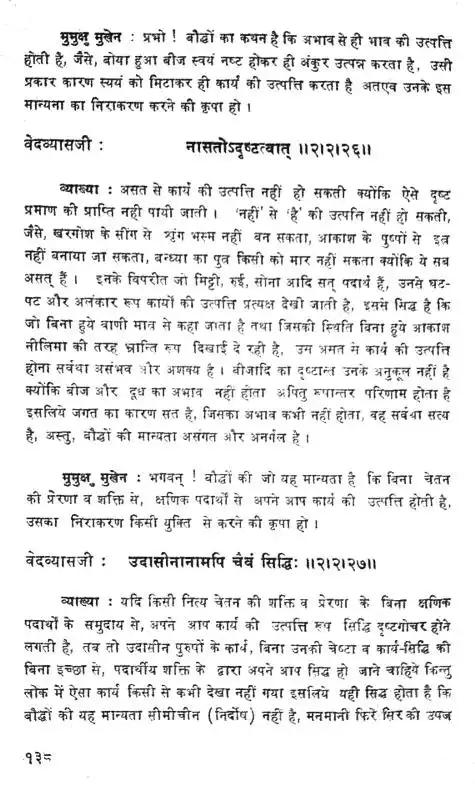 मुमुक्षु मुखेन : प्रभो ! बौद्धों का कथन है कि अभाव से ही भाव की उत्पत्ति
होती है, जैसे, बोया हुआ बीज स्वयं नष्ट होकर ही अंकुर उत्पन्न करता है, उसी
प्रकार कारण स्वयं को मिटाकर ही कार्य की उत्पत्ति करता है अतएव उनके इस
मान्यता का निराकरण करने की कृपा हो ।
वेदव्यासजी : नासतोऽदृष्टत्वात् ॥२।२।२६॥
व्याख्या : असत से कार्य की उत्पत्ति नहीं हो सकती क्योंकि ऐसे दृष्ट
प्रमाण की प्राप्ति नही पायी जाती । 'नहीं' से 'है' की उत्पत्ति नहीं हो सकती,
जैसे, खरगोश के सींग से श्रृंग भस्म नहीं बन सकता, आकाश के पुष्पों से इत्र
नहीं बनाया जा सकता, बन्ध्या का पुत्र किसी को मार नहीं सकता क्योंकि ये सब
असत् हैं । इनके विपरीत जो मिट्टी, रुई, सोना आदि सत् पदार्थ हैं, उनसे घट-
पट और अलंकार रूप कार्यो की उत्पत्ति प्रत्यक्ष देखी जाती है, इससे सिद्ध है कि
जो बिना हुये वाणी मात्र से कहा जाता है तथा जिसकी स्थिति बिना हुये आकाश
नीलिमा की तरह भ्रान्ति रूप दिखाई दे रही है, उस असत से कार्य की उत्पत्ति
होना सर्वथा असंभव और अशक्य है । बीजादि का दृष्टान्त उनके अनुकूल नहीं है
क्योंकि बीज और दूध का अभाव नहीं होता अपितु रूपान्तर परिणाम होता है
इसलिये जगत का कारण सत है, जिसका अभाव कभी नहीं होता, वह सर्वथा सत्य
है, अस्तु, बौद्धों की मान्यता असंगत और अनर्गल है ।
मुमुक्षु मुखेन : भगवन् ! बौद्धों की जो यह मान्यता है कि बिना चेतन
की प्रेरणा व शक्ति से, क्षणिक पदार्थों से अपने आप कार्य की उत्पत्ति होती है,
उसका निराकरण किसी युक्ति से करने की कृपा हो ।
वेदव्यासजी : उदासीनानामपि चैवं सिद्धिः ॥२।२।२७॥
व्याख्या : यदि किसी नित्य चेतन की शक्ति व प्रेरणा के बिना क्षणिक
पदार्थों के समुदाय से, अपने आप कार्य की उत्पत्ति रूप सिद्धि दृष्टगोचर होने
लगती है, तब तो उदासीन पुरुषों के कार्य, बिना उनकी चेष्टा व कार्य-सिद्धि की
बिना इच्छा से, पदार्थीय शक्ति के द्वारा अपने आप सिद्ध हो जाने चाहिये किन्तु
लोक में ऐसा कार्य किसी से कभी देखा नहीं गया इसलिये यही सिद्ध होता है कि
बौद्धों की यह मान्यता सीमीचीन (निर्दोष) नहीं है, मनमानी फिरे सिर की उपज